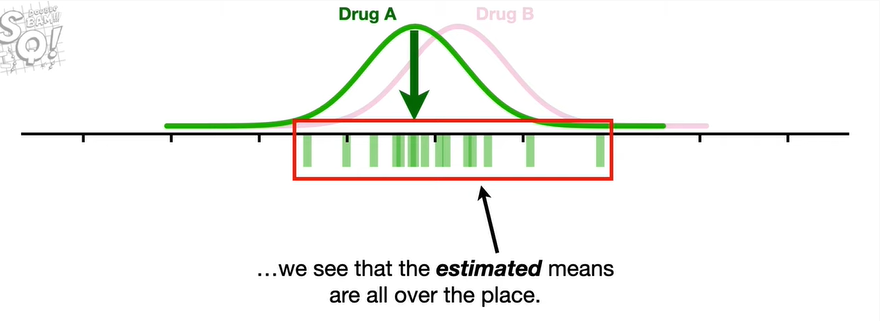 Drug A
Drug B
…we see that the estimated means
are all over the place.